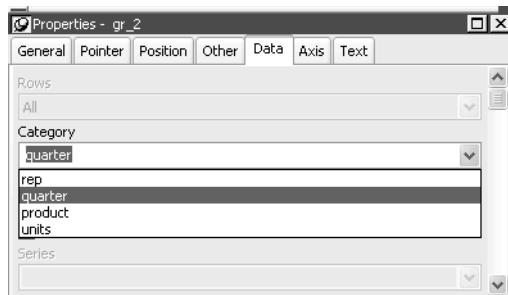 Properties - gr_2
General Pointer Position Other Data Axis Text
Rows
All
Category
quarter
rep
quarter
product
units
Series